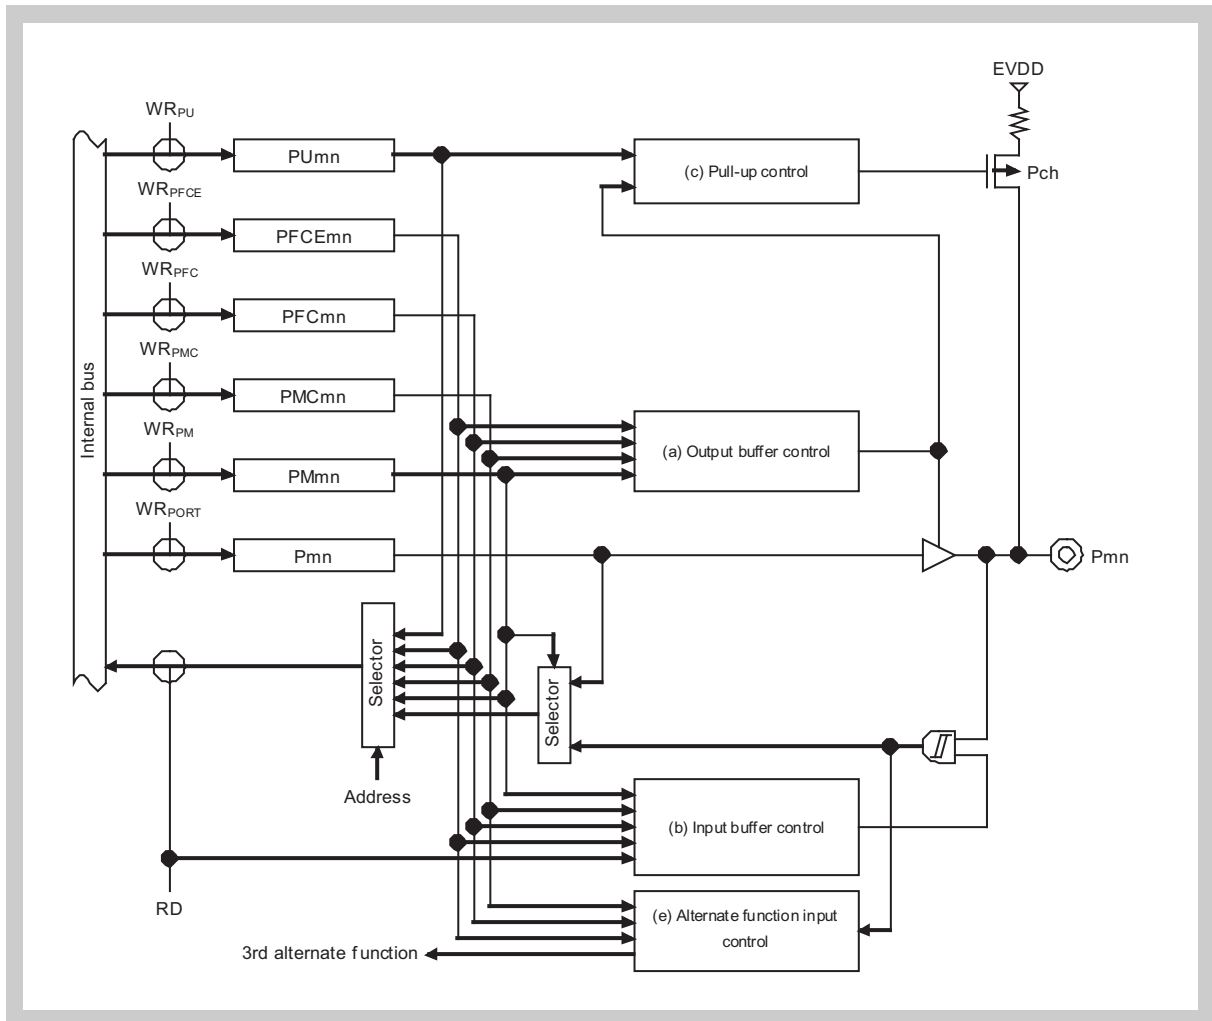 EVDD
WRPU
PUmn
(c) Pull-up control
Pch
WRPFCE
PFCEmn
WRPFC
PFCmn
WRPMC
PMCmn
Internal bus
(a) Output buffer control
WRPM
PMmn
WRPORT
Pmn
Pmn
Selector
Selector
Address
(b) Input buffer control
RD
(e) Alternate function input
control
3rd alternate function